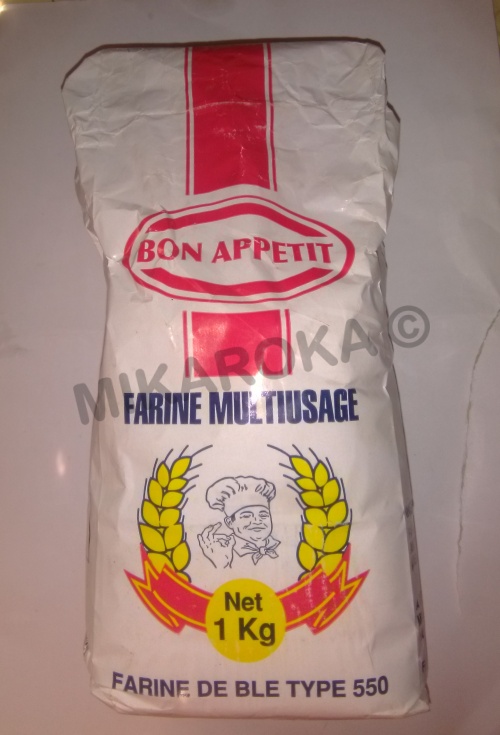 BON APPETIT
MIKAROKA ©
FARINE MULTIUSAGE
Net
1 Kg
FARINE DE BLE TYPE 550